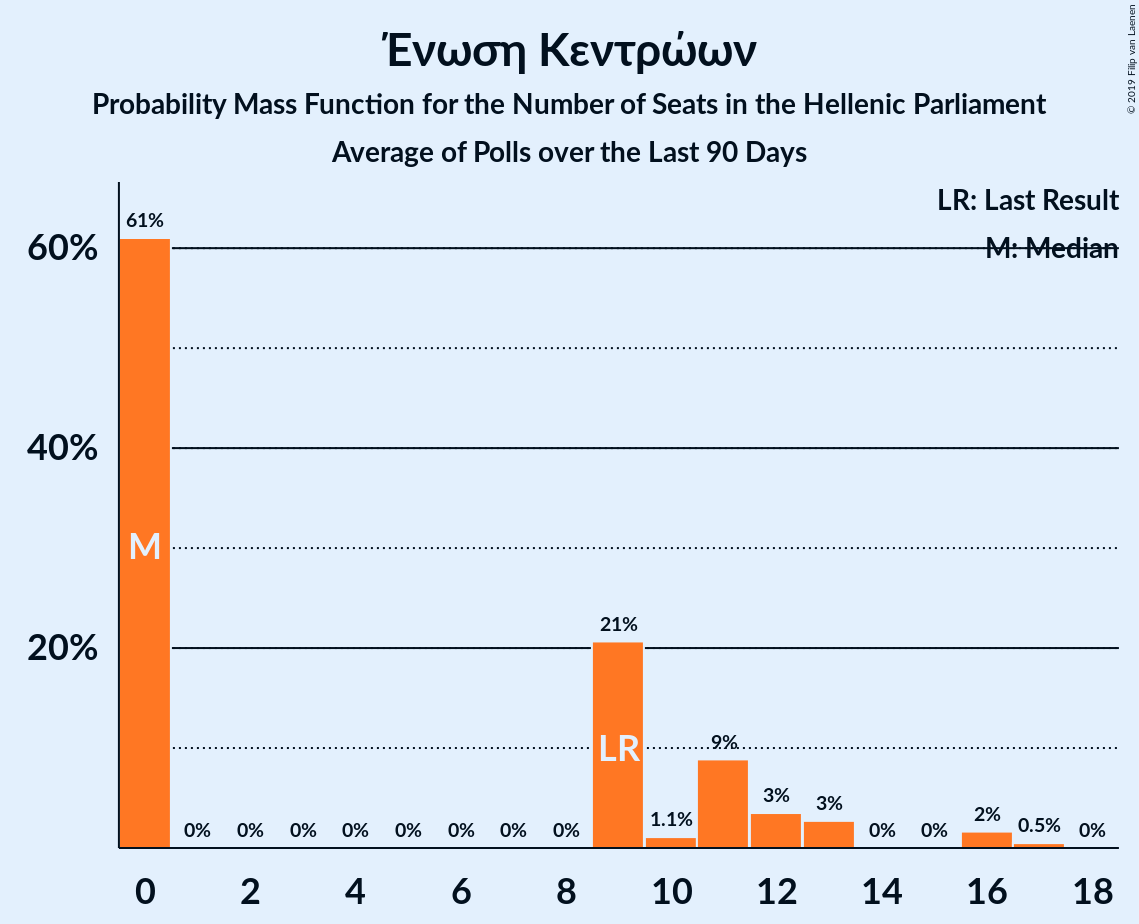 Ένωση Κεντρώων
Probability Mass Function for the Number of Seats in the Hellenic Parliament
Average of Polls over the Last 90 Days
© 2019 Filip van Laenen
LR: Last Result
M: Median
60%
40%
20%
61%
0%
0%
0%
0%
0%
0%
0%
0%
21%
1.1%
9%
3%
3%
0%
0%
2%
0.5%
0%
M
LR
0 2 4 6 8 10 12 14 16 18